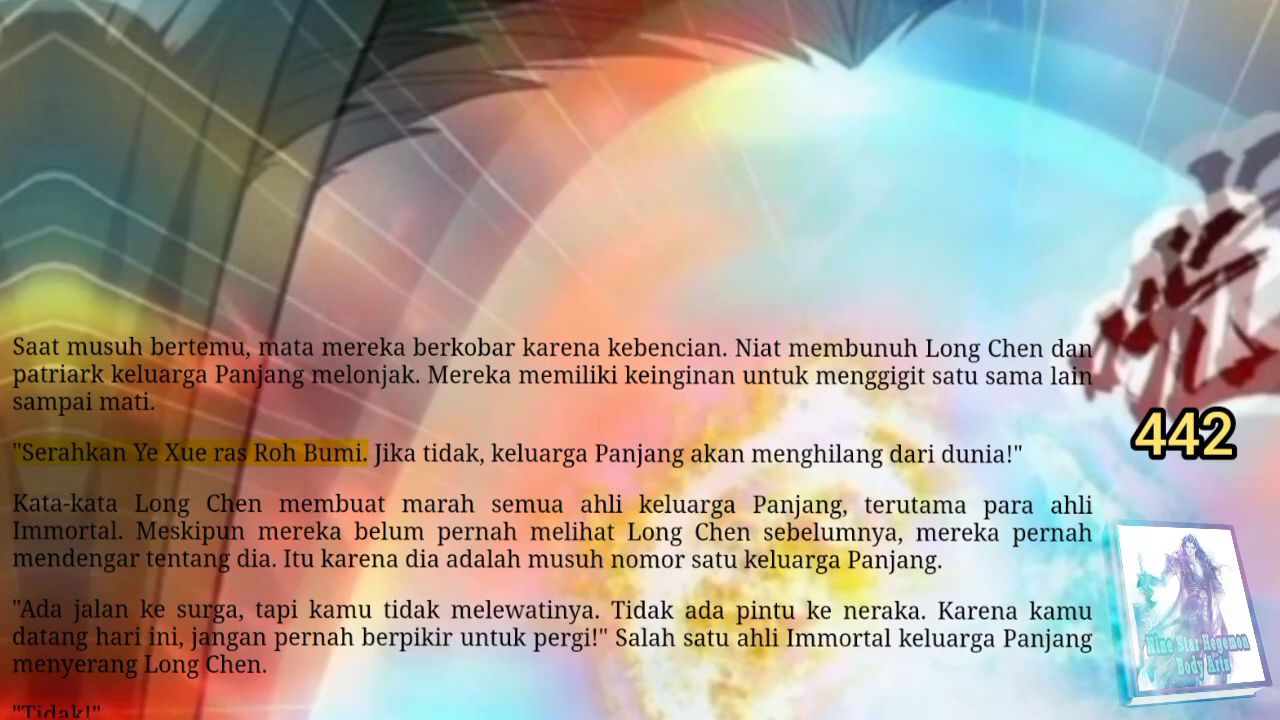 Saat musuh bertemu, mata mereka berkobar karena kebencian. Niat membunuh Long Chen dan
patriark keluarga Panjang melonjak. Mereka memiliki keinginan untuk menggigit satu sama lain
sampai mati.
"Serahkan Ye Xue ras Roh Bumi. Jika tidak, keluarga Panjang akan menghilang dari dunia!"
Kata-kata Long Chen membuat marah semua ahli keluarga Panjang, terutama para ahli
Immortal. Meskipun mereka belum pernah melihat Long Chen sebelumnya, mereka pernah
mendengar tentang dia. Itu karena dia adalah musuh nomor satu keluarga Panjang.
"Ada jalan ke surga, tapi kamu tidak melewatinya. Tidak ada pintu ke neraka. Karena kamu
datang hari ini, jangan pernah berpikir untuk pergi!" Salah satu ahli Immortal keluarga Panjang
menyerang Long Chen.
"Tidak!"
442
Nine Star Hegemon
Body Arts